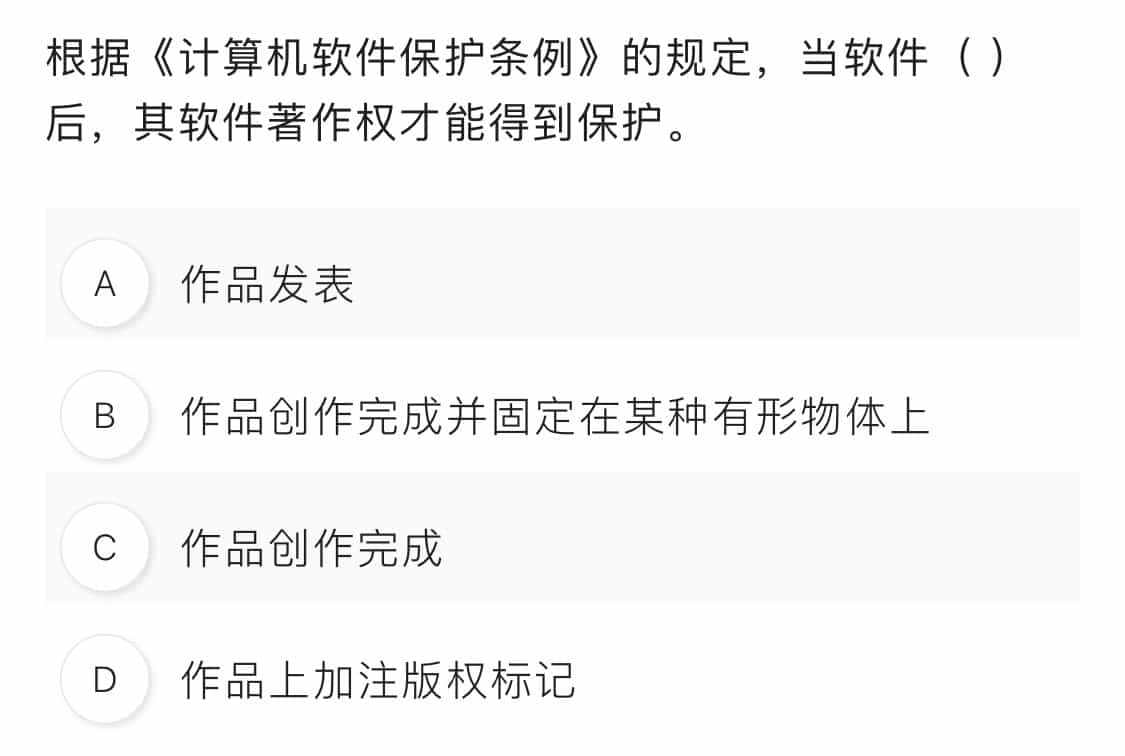 根据《计算机软件保护条例》的规定，当软件（ ）
后，其软件著作权才能得到保护。
A 作品发表
B 作品创作完成并固定在某种有形物体上
C 作品创作完成
D 作品上加注版权标记